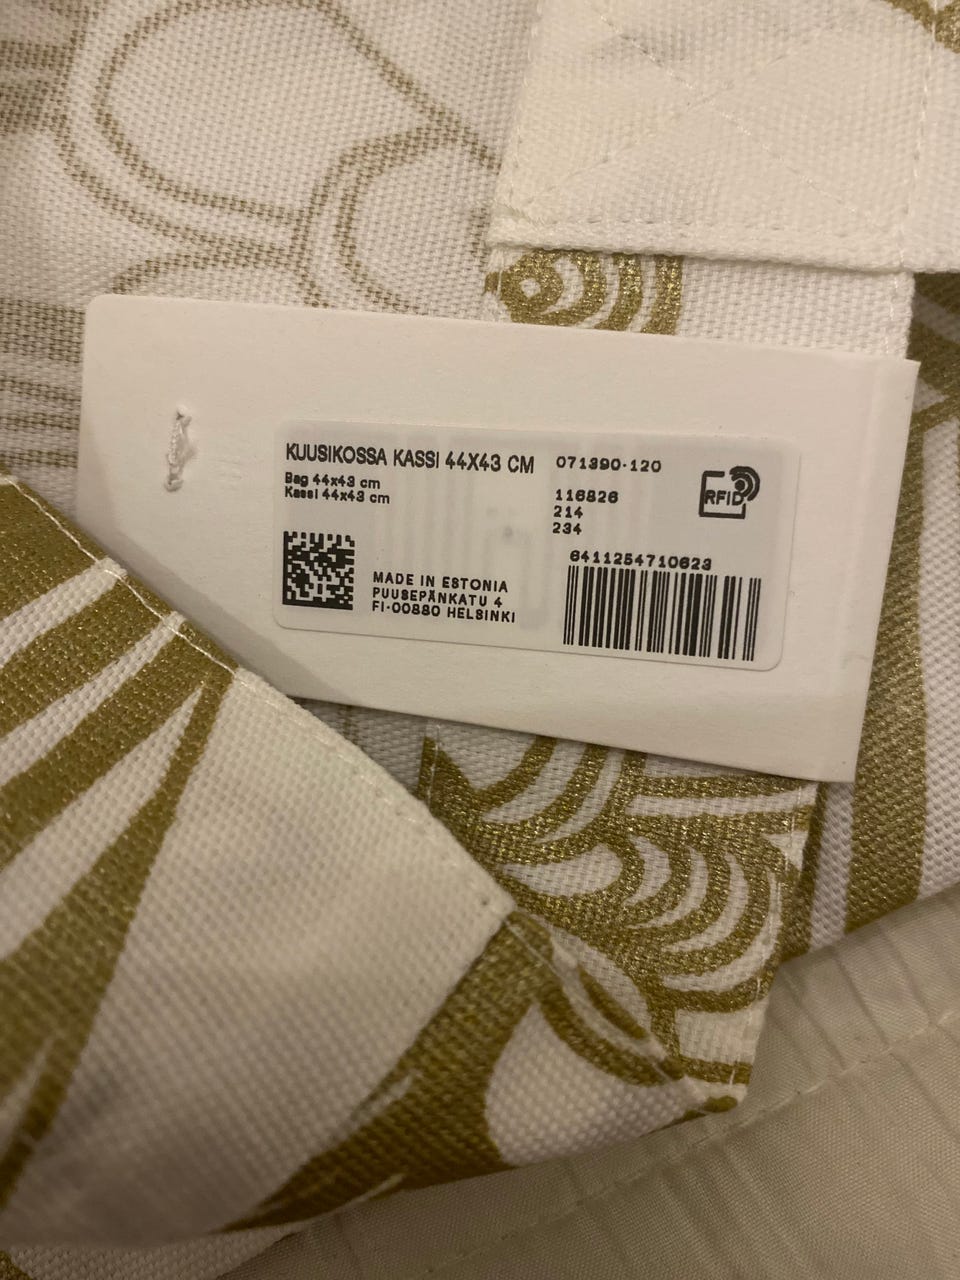 KUUSIKOSSA KASSI 44X43 CM
Bag 44x43 cm
Kassi 44x43 cm
071390-120
116826
214
234
RFID
MADE IN ESTONIA
PUUSEPÄNKATU 4
FI-00880 HELSINKI
6411254710623